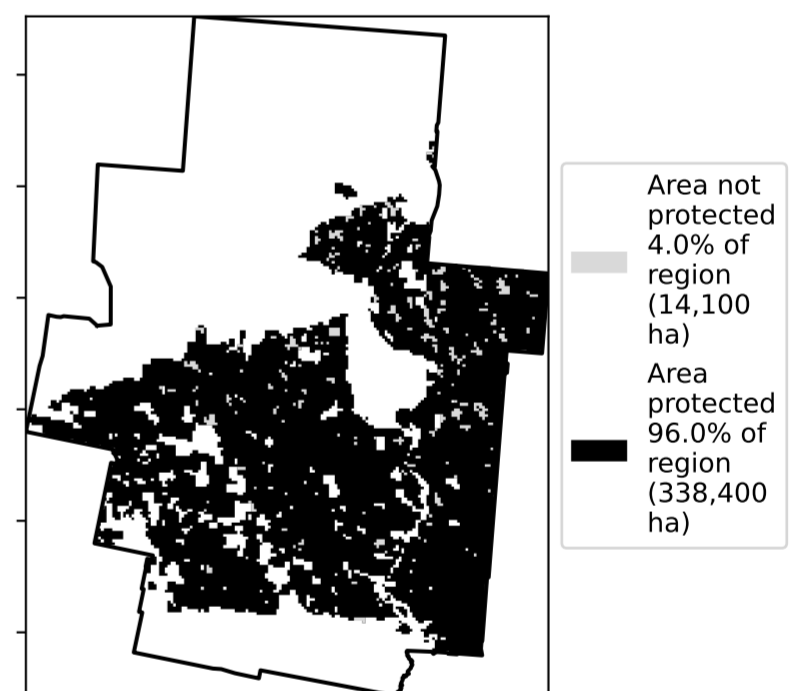 Area not
protected
4.0% of
region
(14,100
ha)
Area
protected
96.0% of
region
(338,400
ha)